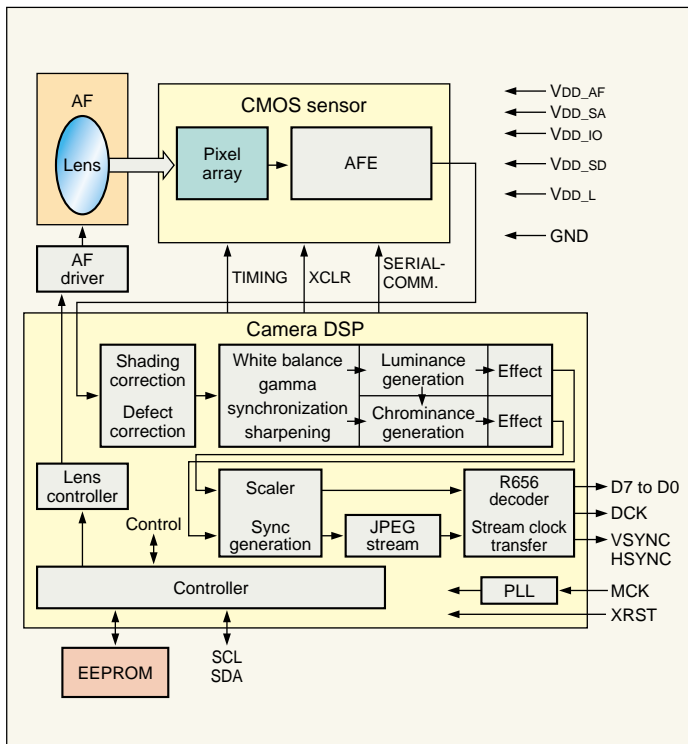 AF
Lens
CMOS sensor
Pixel
array
AFE
VDD_AF
VDD_SA
VDD_IO
VDD_SD
VDD_L
GND
AF
driver
TIMING
XCLR
SERIAL-
COMM.
Camera DSP
Shading
correction
Defect
correction
White balance
gamma
synchronization
sharpening
Luminance
generation
Effect
Chrominance
generation
Effect
Lens
controller
Control
Scaler
Sync
generation
JPEG
stream
R656
decoder
Stream clock
transfer
D7 to D0
DCK
VSYNC
HSYNC
Controller
PLL
MCK
XRST
EEPROM
SCL
SDA